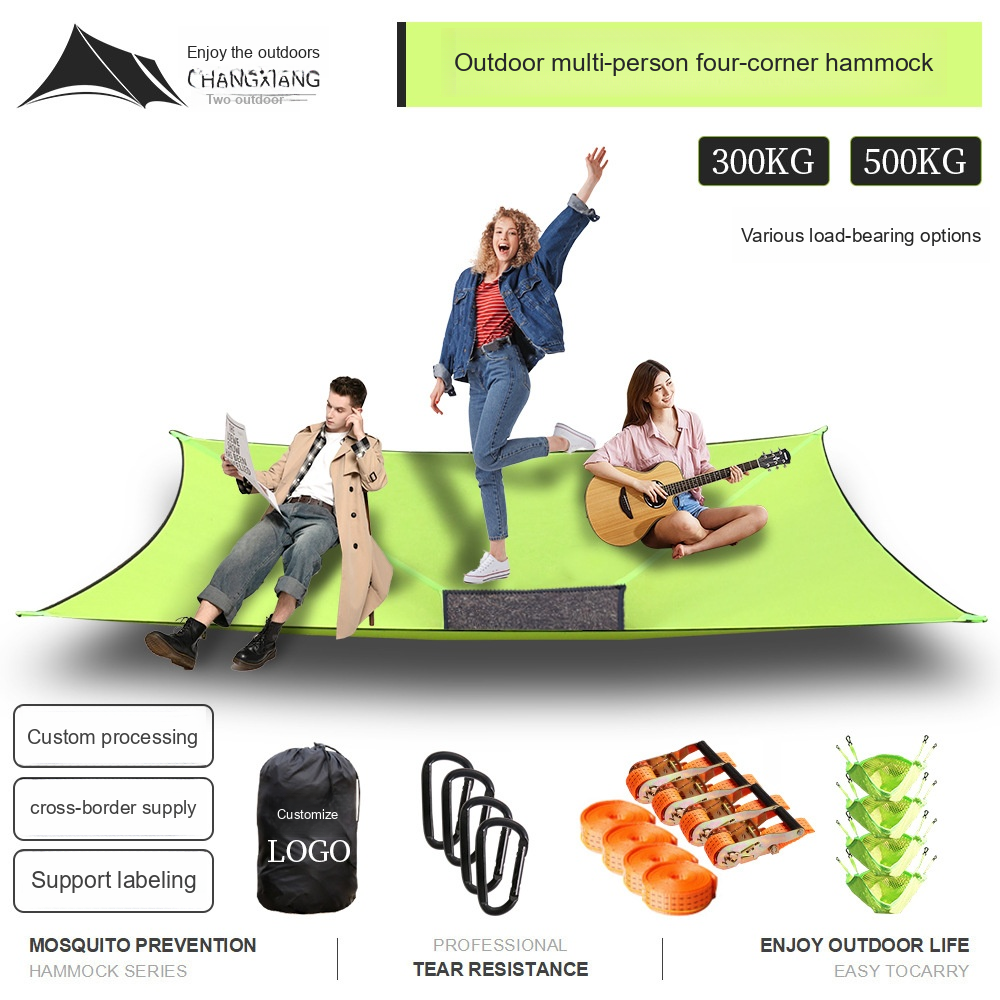 Enjoy the outdoors
CHANGXIANG
Two outdoor
Outdoor multi-person four-corner hammock
300KG
500KG
Various load-bearing options
Custom processing
cross-border supply
Support labeling
Customize
LOGO
MOSQUITO PREVENTION
HAMMOCK SERIES
PROFESSIONAL
TEAR RESISTANCE
ENJOY OUTDOOR LIFE
EASY TOCARRY